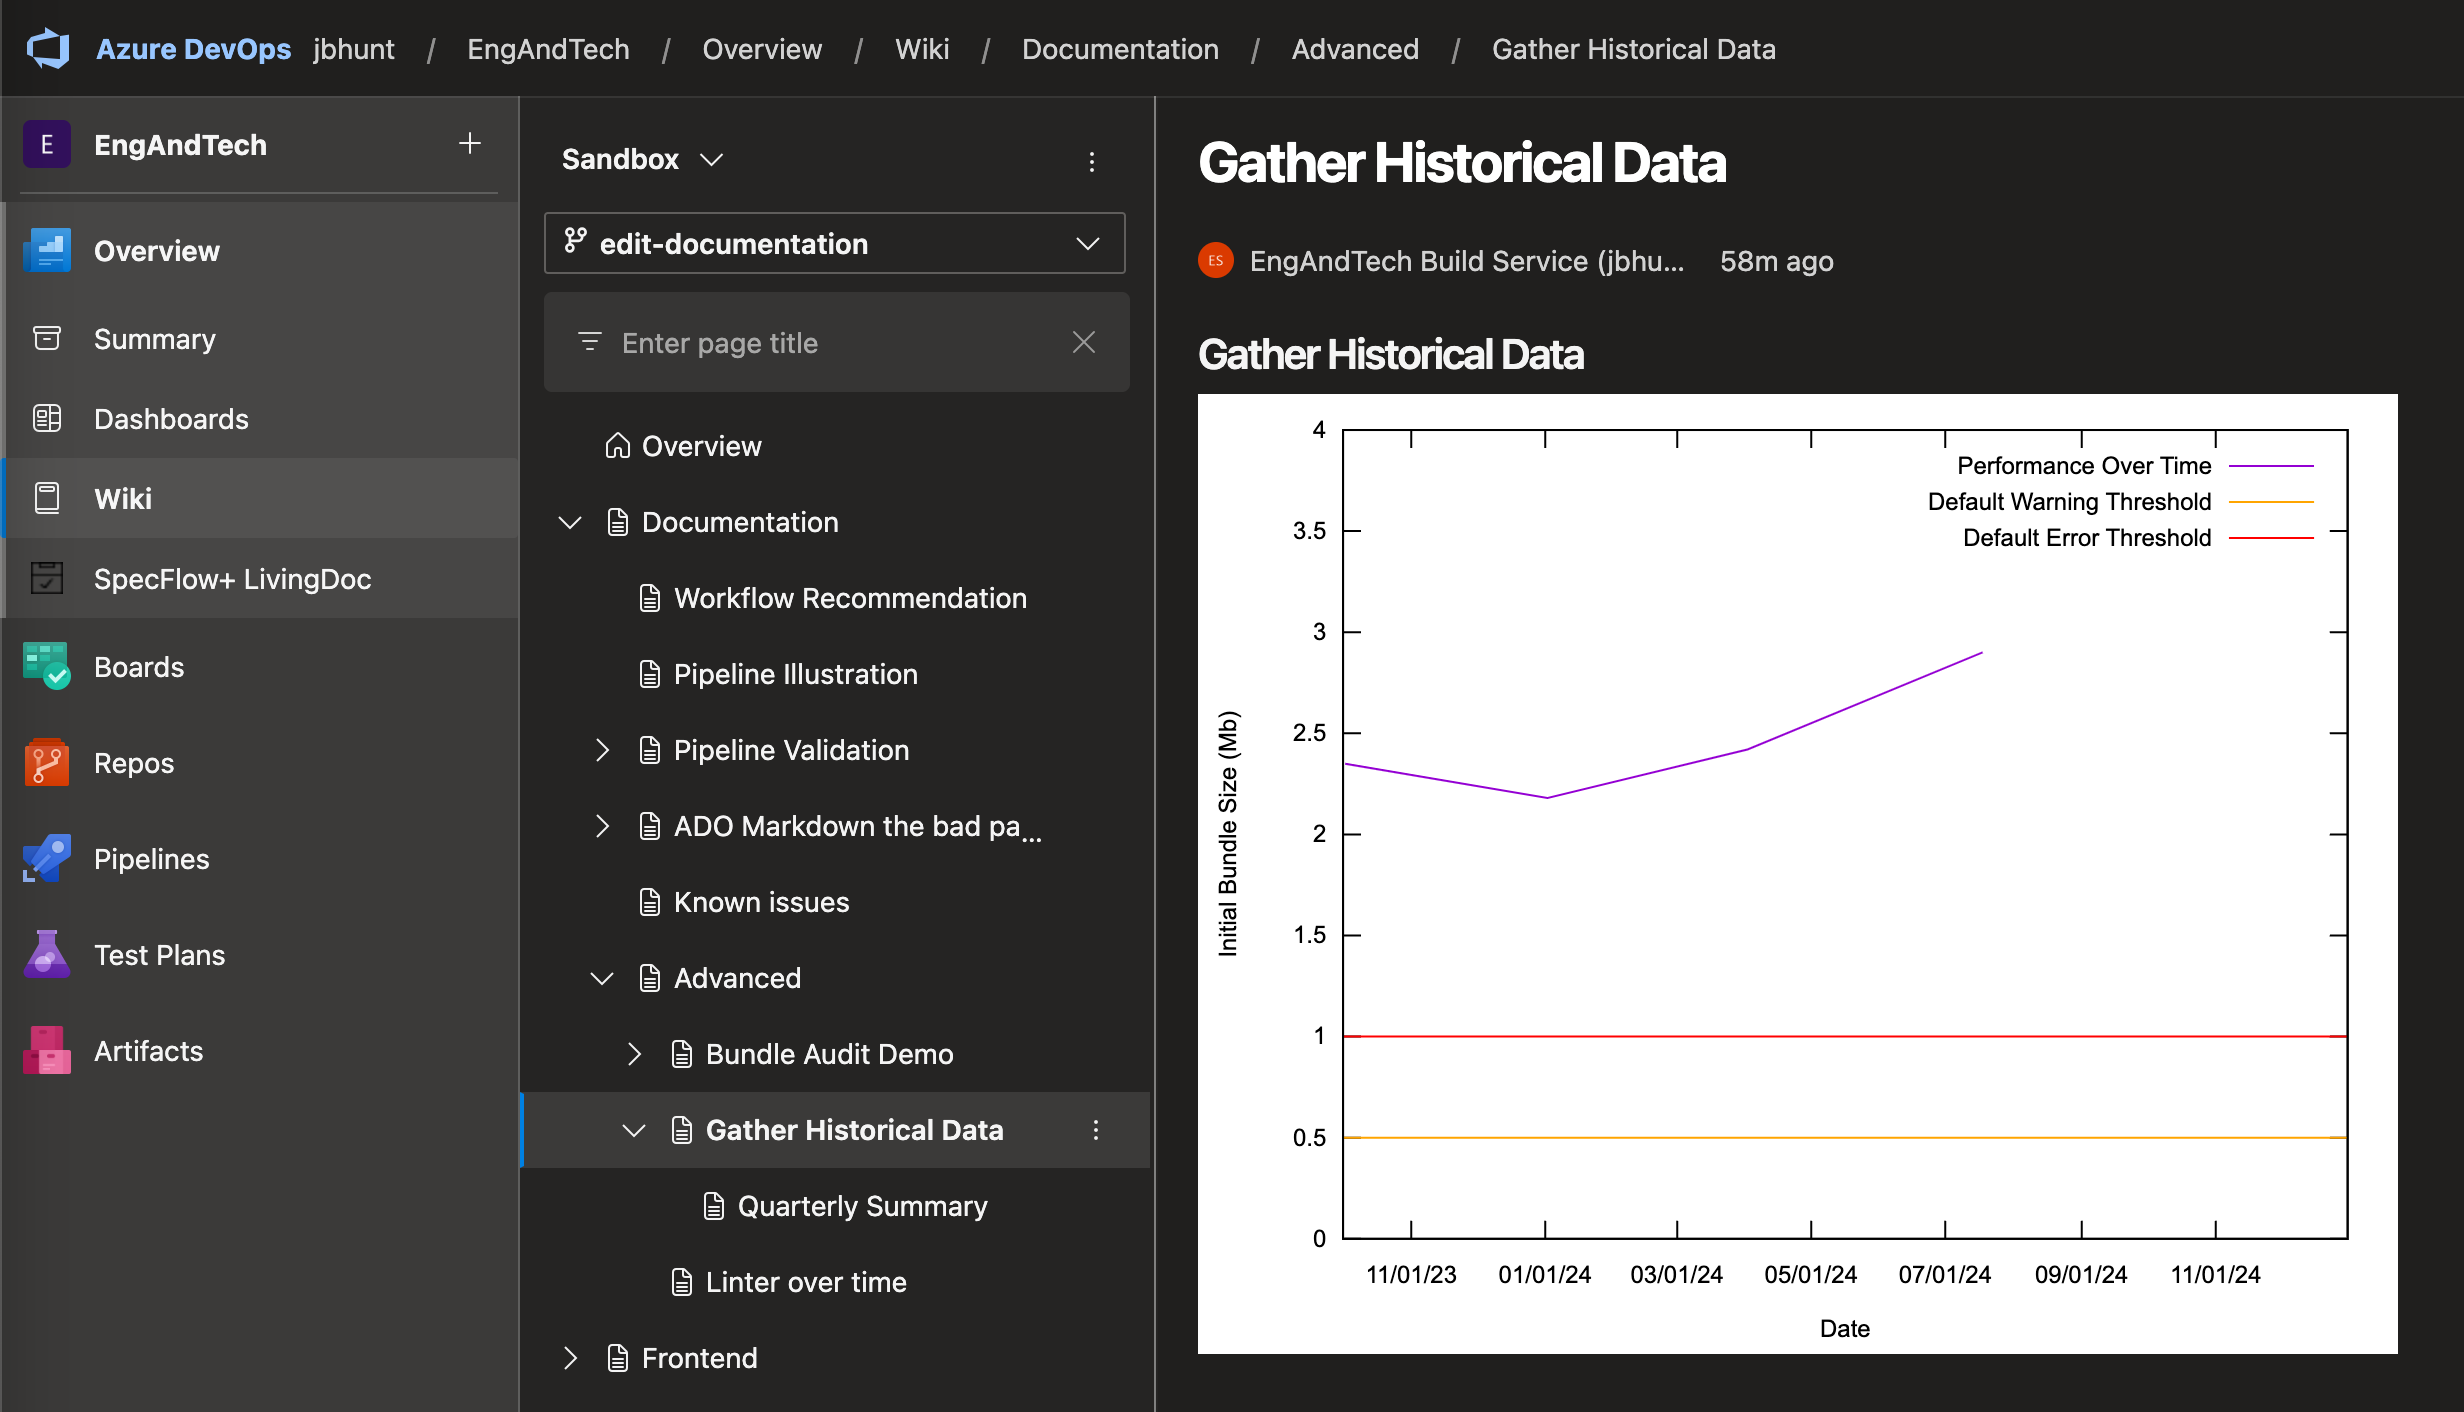 Azure DevOps jbhunt / EngAndTech / Overview / Wiki / Documentation / Advanced / Gather Historical Data
E EngAndTech
Overview
Summary
Dashboards
Wiki
SpecFlow+ LivingDoc
Boards
Repos
Pipelines
Test Plans
Artifacts
Sandbox
edit-documentation
Enter page title
Overview
Documentation
Workflow Recommendation
Pipeline Illustration
Pipeline Validation
ADO Markdown the bad pa...
Known issues
Advanced
Bundle Audit Demo
Gather Historical Data
Quarterly Summary
Linter over time
Frontend
Gather Historical Data
ES EngAndTech Build Service (jbhu... 58m ago
Gather Historical Data
Performance Over Time
Default Warning Threshold
Default Error Threshold
4
3.5
3
2.5
2
1.5
1
0.5
0
Initial Bundle Size (Mb)
11/01/23 01/01/24 03/01/24 05/01/24 07/01/24 09/01/24 11/01/24
Date